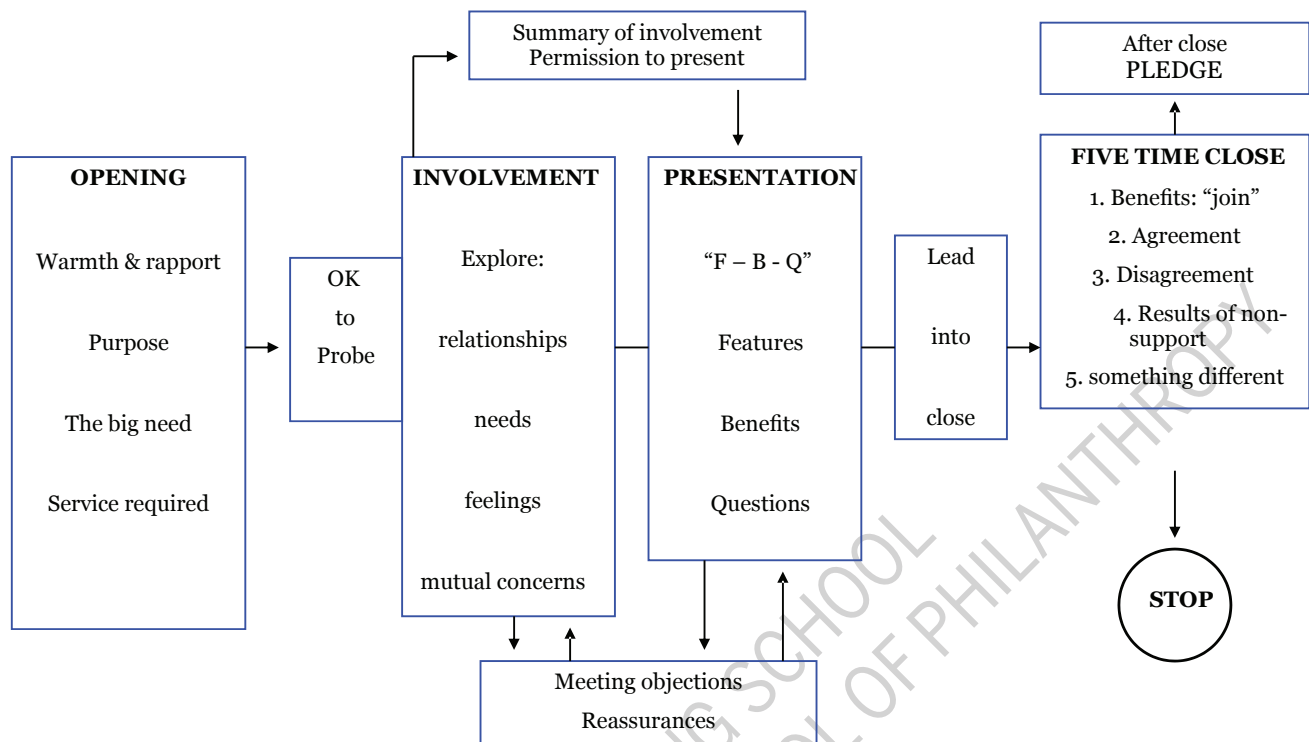 Summary of involvement
Permission to present
After close
PLEDGE
OPENING
Warmth & rapport
Purpose
The big need
Service required
OK
to
Probe
INVOLVEMENT
Explore:
relationships
needs
feelings
mutual concerns
PRESENTATION
“F – B - Q”
Features
Benefits
Questions
Lead
into
close
FIVE TIME CLOSE
1. Benefits: “join”
2. Agreement
3. Disagreement
4. Results of non-
support
5. something different
STOP
Meeting objections
Reassurances
SCHOOL
OF PHILANTHROPY